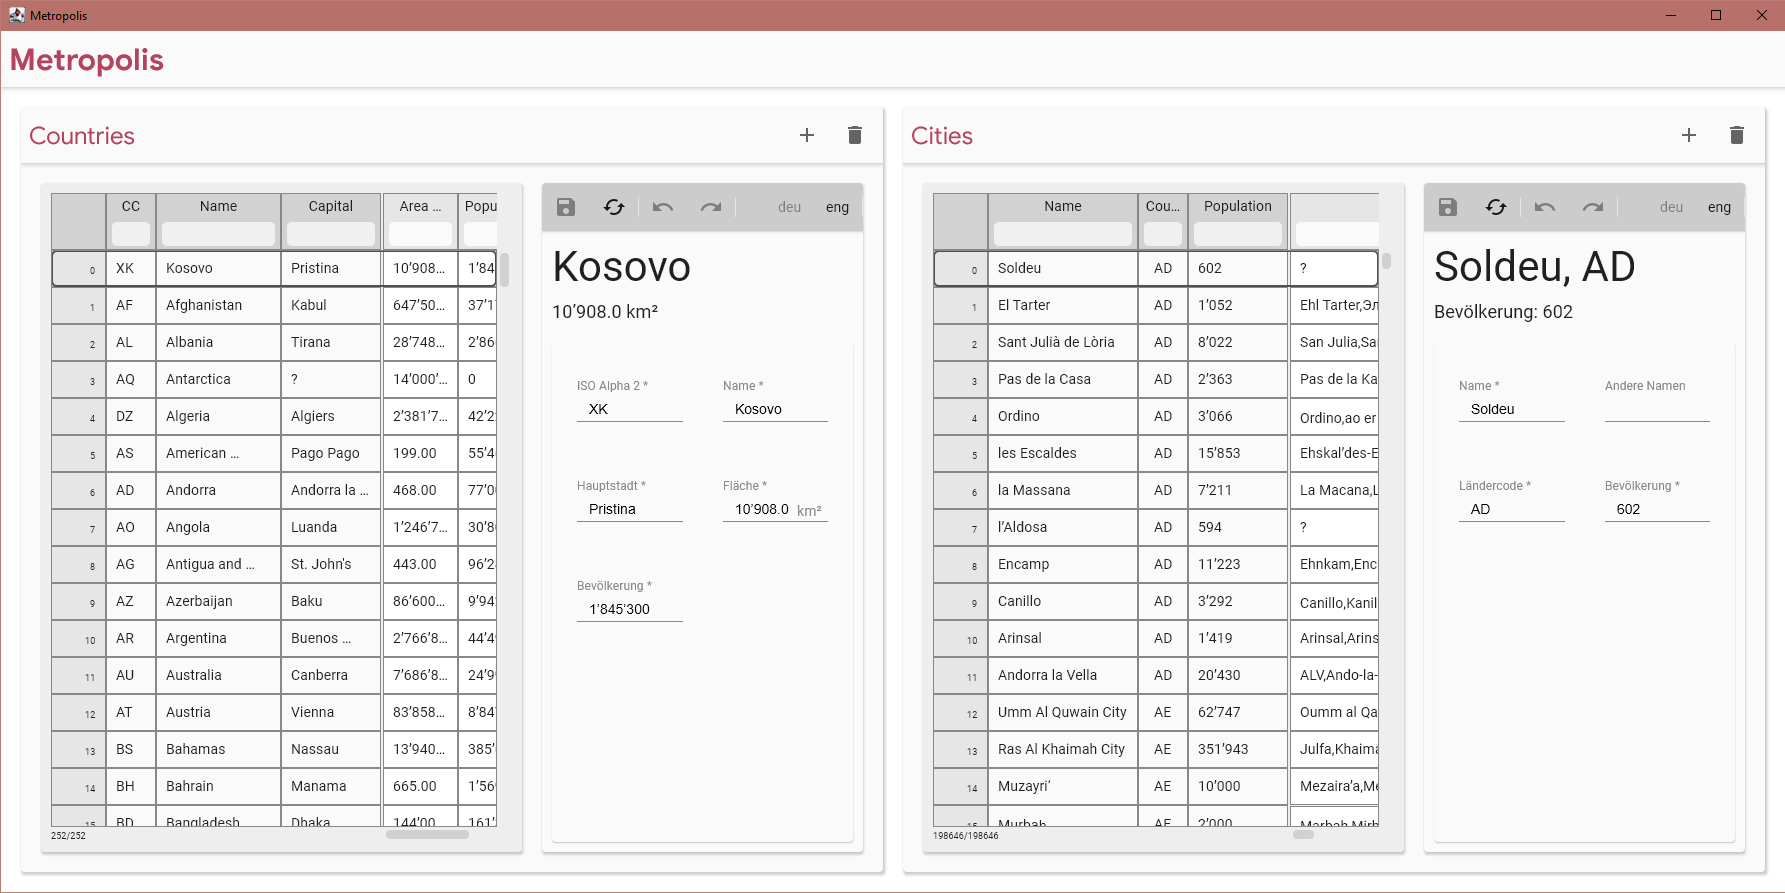 Metropolis
Metropolis
Countries
CC Name Capital Area ... Popu
0 XK Kosovo Pristina 10’908... 1’84
1 AF Afghanistan Kabul 647’50... 37’1
2 AL Albania Tirana 28’748... 2’86
3 AQ Antarctica ? 14’000’... 0
4 DZ Algeria Algiers 2’381’7... 42’2
5 AS American ... Pago Pago 199.00 55’4
6 AD Andorra Andorra la ... 468.00 77’0
7 AO Angola Luanda 1’246’7... 30’8
8 AG Antigua and ... St. John's 443.00 96’2
9 AZ Azerbaijan Baku 86’600... 9’94
10 AR Argentina Buenos ... 2’766’8... 44’4
11 AU Australia Canberra 7’686’8... 24’9
12 AT Austria Vienna 83’858... 8’84
13 BS Bahamas Nassau 13’940... 385’
14 BH Bahrain Manama 665.00 1’56
15 BD Bangladesh Dhaka 144’00 161’
252/252
deu eng
Kosovo
10’908.0 km²
ISO Alpha 2 * Name *
XK Kosovo
Hauptstadt * Fläche *
Pristina 10’908.0 km²
Bevölkerung *
1’845’300
Cities
Name Cou... Population
0 Soldeu AD 602 ?
1 El Tarter AD 1’052 Ehl Tarter,Эл
2 Sant Julià de Lòria AD 8’022 San Julia,Sa
3 Pas de la Casa AD 2’363 Pas de la Ka
4 Ordino AD 3’066 Ordino,ao er
5 les Escaldes AD 15’853 Ehskal’des-E
6 la Massana AD 7’211 La Macana,L
7 l’Aldosa AD 594 ?
8 Encamp AD 11’223 Ehnkam,Enc
9 Canillo AD 3’292 Canillo,Kanil
10 Arinsal AD 1’419 Arinsal,Arins
11 Andorra la Vella AD 20’430 ALV,Ando-la-
12 Umm Al Quwain City AE 62’747 Oumm al Qa
13 Ras Al Khaimah City AE 351’943 Julfa,Khaima
14 Muzayri‘ AE 10’000 Mezaira’a,Me
15 Murbah AE 2’000 Marbah,Mirb
198646/198646
deu eng
Soldeu, AD
Bevölkerung: 602
Name * Andere Namen
Soldeu
Ländercode * Bevölkerung *
AD 602